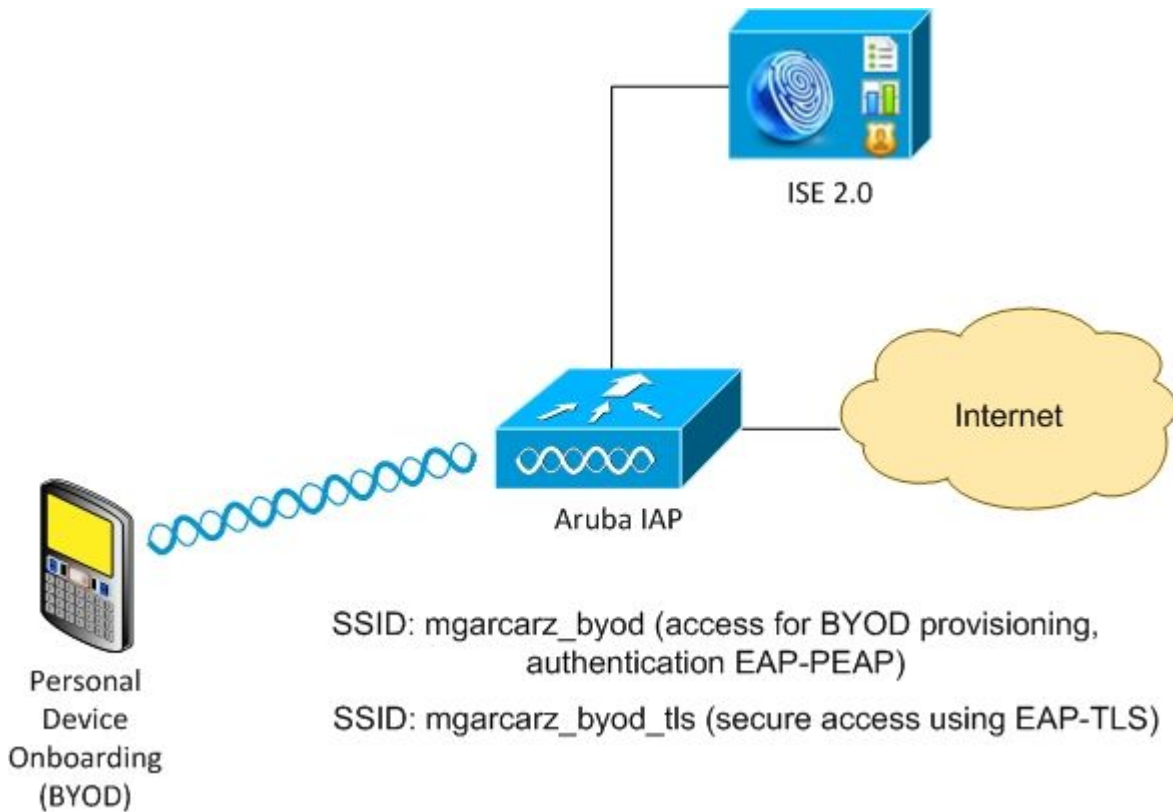 ISE 2.0
Internet
Aruba IAP
SSID: mgarcarz_byod (access for BYOD provisioning,
authentication EAP-PEAP)
SSID: mgarcarz_byod_tls (secure access using EAP-TLS)
Personal
Device
Onboarding
(BYOD)